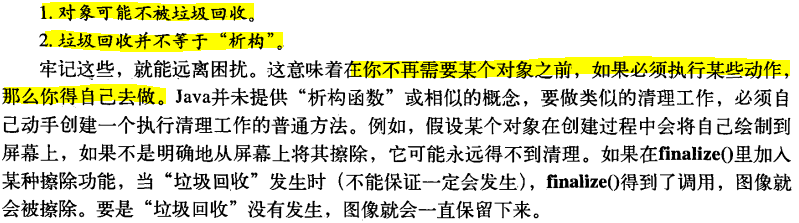 1. 对象可能不被垃圾回收。
2. 垃圾回收并不等于“析构”。
牢记这些，就能远离困扰。这意味着在你不再需要某个对象之前，如果必须执行某些动作，
那么你得自己去做。Java并未提供“析构函数”或相似的概念，要做类似的清理工作，必须自
己动手创建一个执行清理工作的普通方法。例如，假设某个对象在创建过程中会将自己绘制到
屏幕上，如果不是明确地从屏幕上将其擦除，它可能永远得不到清理。如果在finalize()里加入
某种擦除功能，当“垃圾回收”发生时（不能保证一定会发生），finalize()得到了调用，图像就
会被擦除。要是“垃圾回收”没有发生，图像就会一直保留下来。